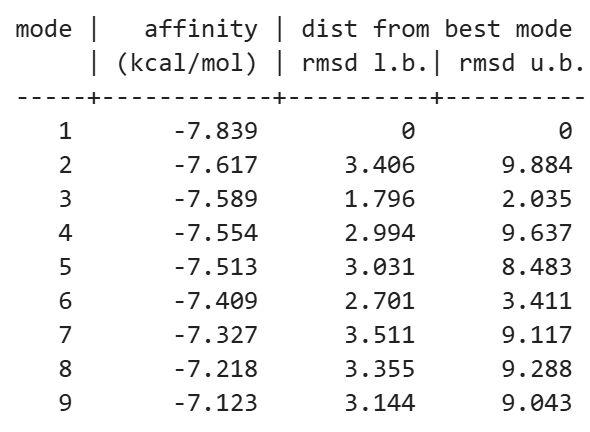 mode |   affinity | dist from best mode
     | (kcal/mol) | rmsd l.b.| rmsd u.b.
-----+------------+----------+----------
   1       -7.839          0          0
   2       -7.617      3.406      9.884
   3       -7.589      1.796      2.035
   4       -7.554      2.994      9.637
   5       -7.513      3.031      8.483
   6       -7.409      2.701      3.411
   7       -7.327      3.511      9.117
   8       -7.218      3.355      9.288
   9       -7.123      3.144      9.043